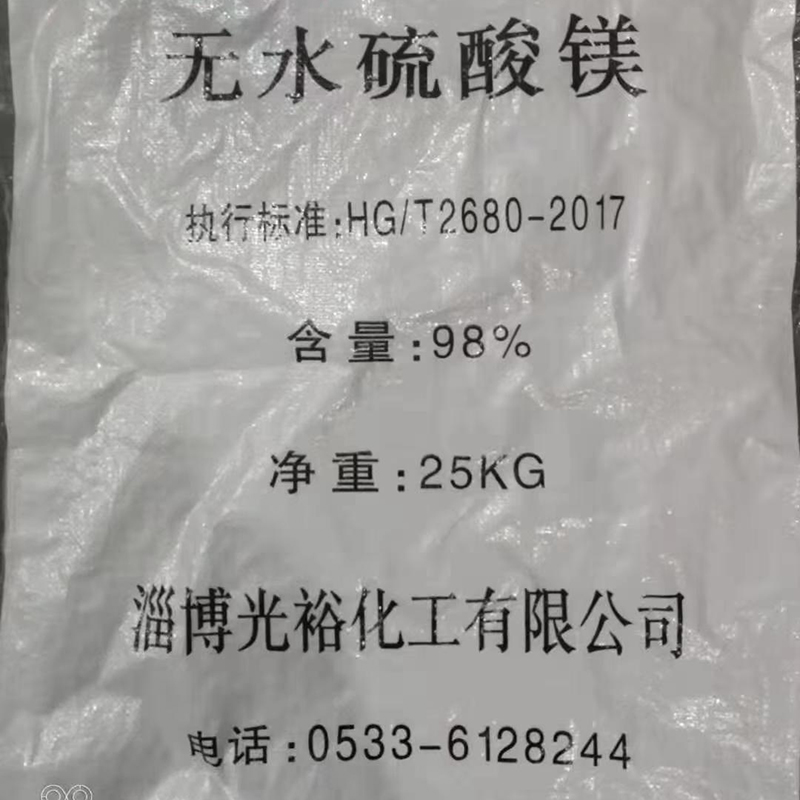 无水硫酸镁
执行标准:HG/T2680-2017
含量:98%
净重:25KG
淄博光裕化工有限公司
电话:0533-6128244